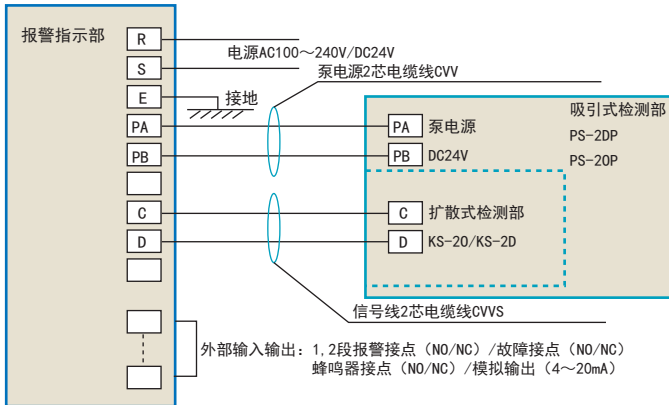 报警指示部
R
电源AC100～240V/DC24V
S
泵电源2芯电缆线CVV
E
接地
吸引式检测部
PA
PA
泵电源
PS-2DP
PB
PB
DC24V
PS-20P
C
C
扩散式检测部
D
D
KS-20/KS-2D
信号线2芯电缆线CVVS
外部输入输出：1,2段报警接点（NO/NC）/故障接点（NO/NC）
蜂鸣器接点（NO/NC）/模拟输出（4～20mA）